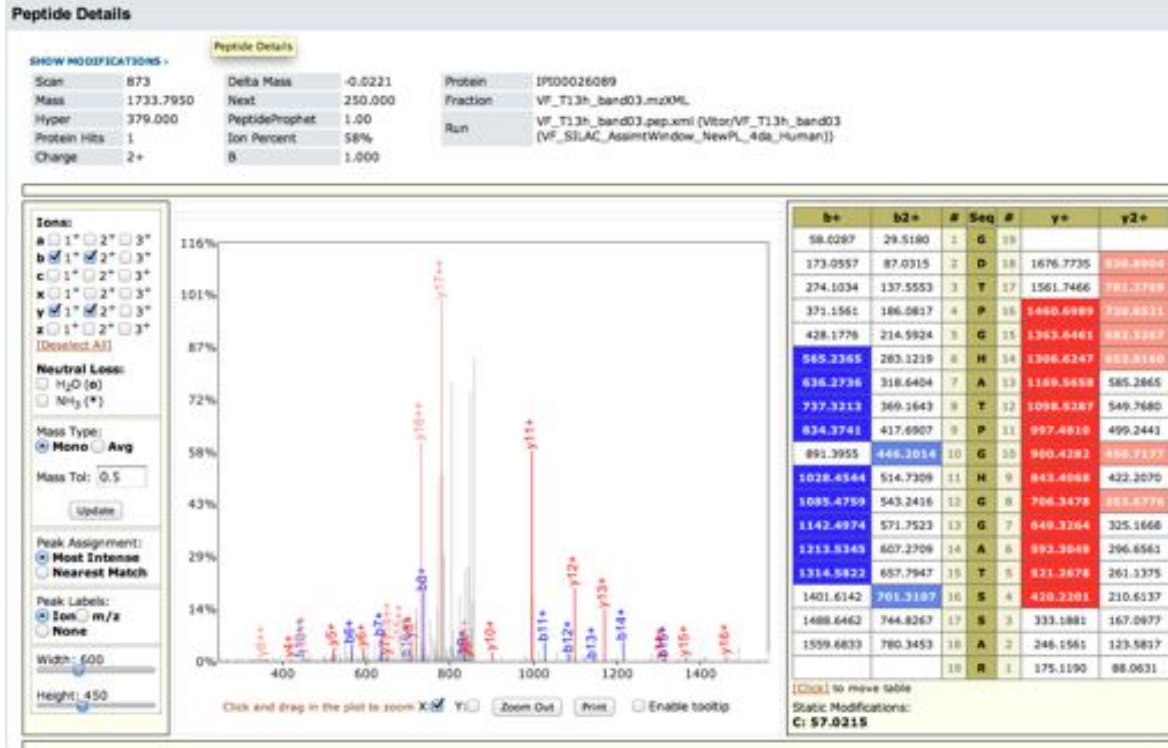 Peptide Details
Peptide Details
SHOW MODIFICATIONS >
Scan 873 Delta Mass -0.0221 Protein IPI00026089
Mass 1733.7950 Next 250.000 Fraction VF_T13h_band03.mzXML
Hyper 379.000 PeptideProphet 1.00 Run VF_T13h_band03.pep.xml (Vitor/VF_T13h_band03
Protein Hits 1 Ion Percent 58% (VF_SILAC_AssimtWindow_NewPL_4da_Human))
Charge 2+ B 1.000
Ions:
a 1+ 2+ 3+
b 1+ 2+ 3+
c 1+ 2+ 3+
x 1+ 2+ 3+
y 1+ 2+ 3+
z 1+ 2+ 3+
[Deselect All]
Neutral Loss:
H2O (o)
NH3 (*)
Mass Type:
Mono Avg
Mass Tol: 0.5
Update
Peak Assignment:
Most Intense
Nearest Match
Peak Labels:
Ion m/z
None
Width: 600
Height: 450
116%
101%
87%
72%
58%
43%
29%
14%
0%
y17++
y16++
y11+
b8+
y12+
y13+
b14+
b11+
b12+
b13+
y10+
b6+
b7+
y5+
y6+
y4+
y15+
y16+
400 600 800 1000 1200 1400
Click and drag in the plot to zoom X: Y: Zoom Out Print Enable tooltip
b+ b2+ # Seq # y+ y2+
58.0287 29.5180 1 G 19
173.0557 87.0315 2 D 18 1676.7735
274.1034 137.5553 3 T 17 1561.7466
371.1561 186.0817 4 P 16 1460.6989
428.1776 214.5924 5 G 15 1363.6461
565.2365 283.1219 6 H 14 1306.6247
636.2736 318.6404 7 A 13 1169.5658 585.2865
737.3213 369.1643 8 T 12 1098.5287 549.7680
834.3741 417.6907 9 P 11 997.4810 499.2441
891.3955 446.2014 10 G 10 900.4282 450.7177
1028.4544 514.7309 11 H 9 843.4068 422.2070
1085.4759 543.2416 12 G 8 706.3478 353.6776
1142.4974 571.7523 13 G 7 649.3264 325.1668
1213.5345 607.2709 14 A 6 592.3049 296.6561
1314.5822 657.7947 15 T 5 521.2678 261.1375
1401.6142 701.3107 16 S 4 420.2201 210.6137
1488.6462 744.8267 17 S 3 333.1881 167.0977
1559.6833 780.3453 18 A 2 246.1561 123.5817
19 R 1 175.1190 88.0631
[Click] to move table
Static Modifications:
C: 57.0215